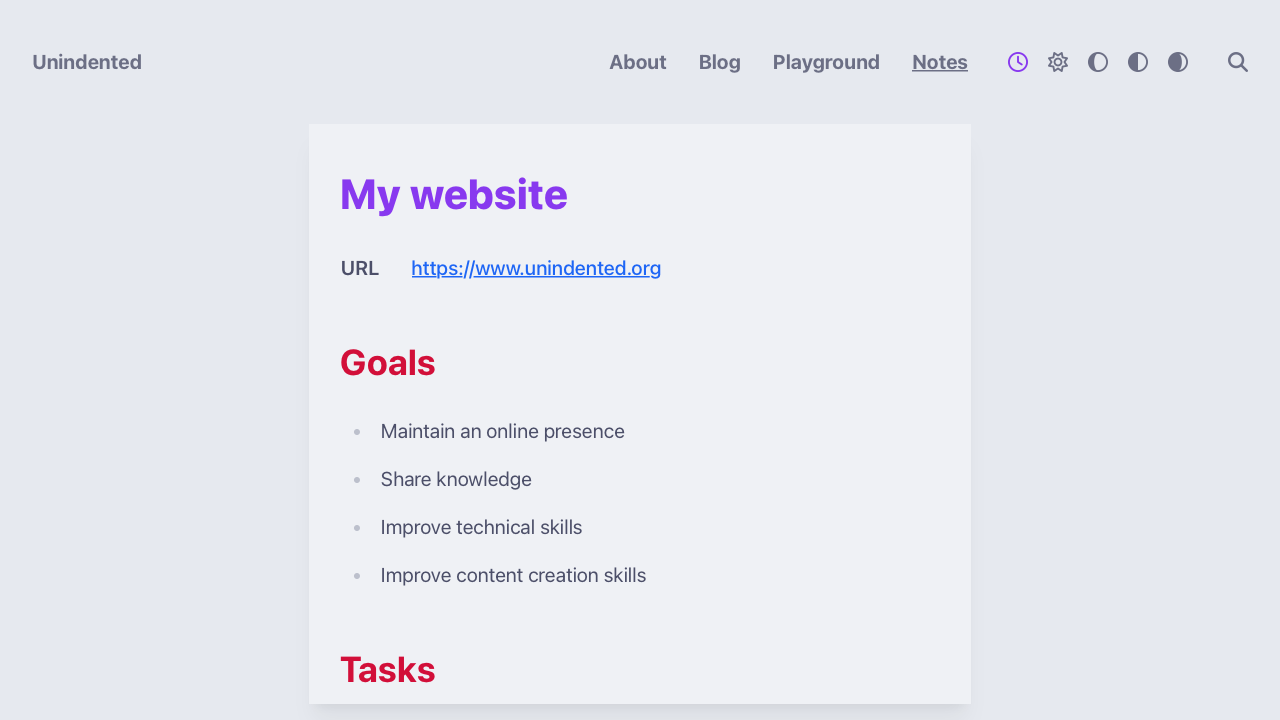 Unindented About Blog Playground Notes
My website
URL https://www.unindented.org
Goals
Maintain an online presence
Share knowledge
Improve technical skills
Improve content creation skills
Tasks